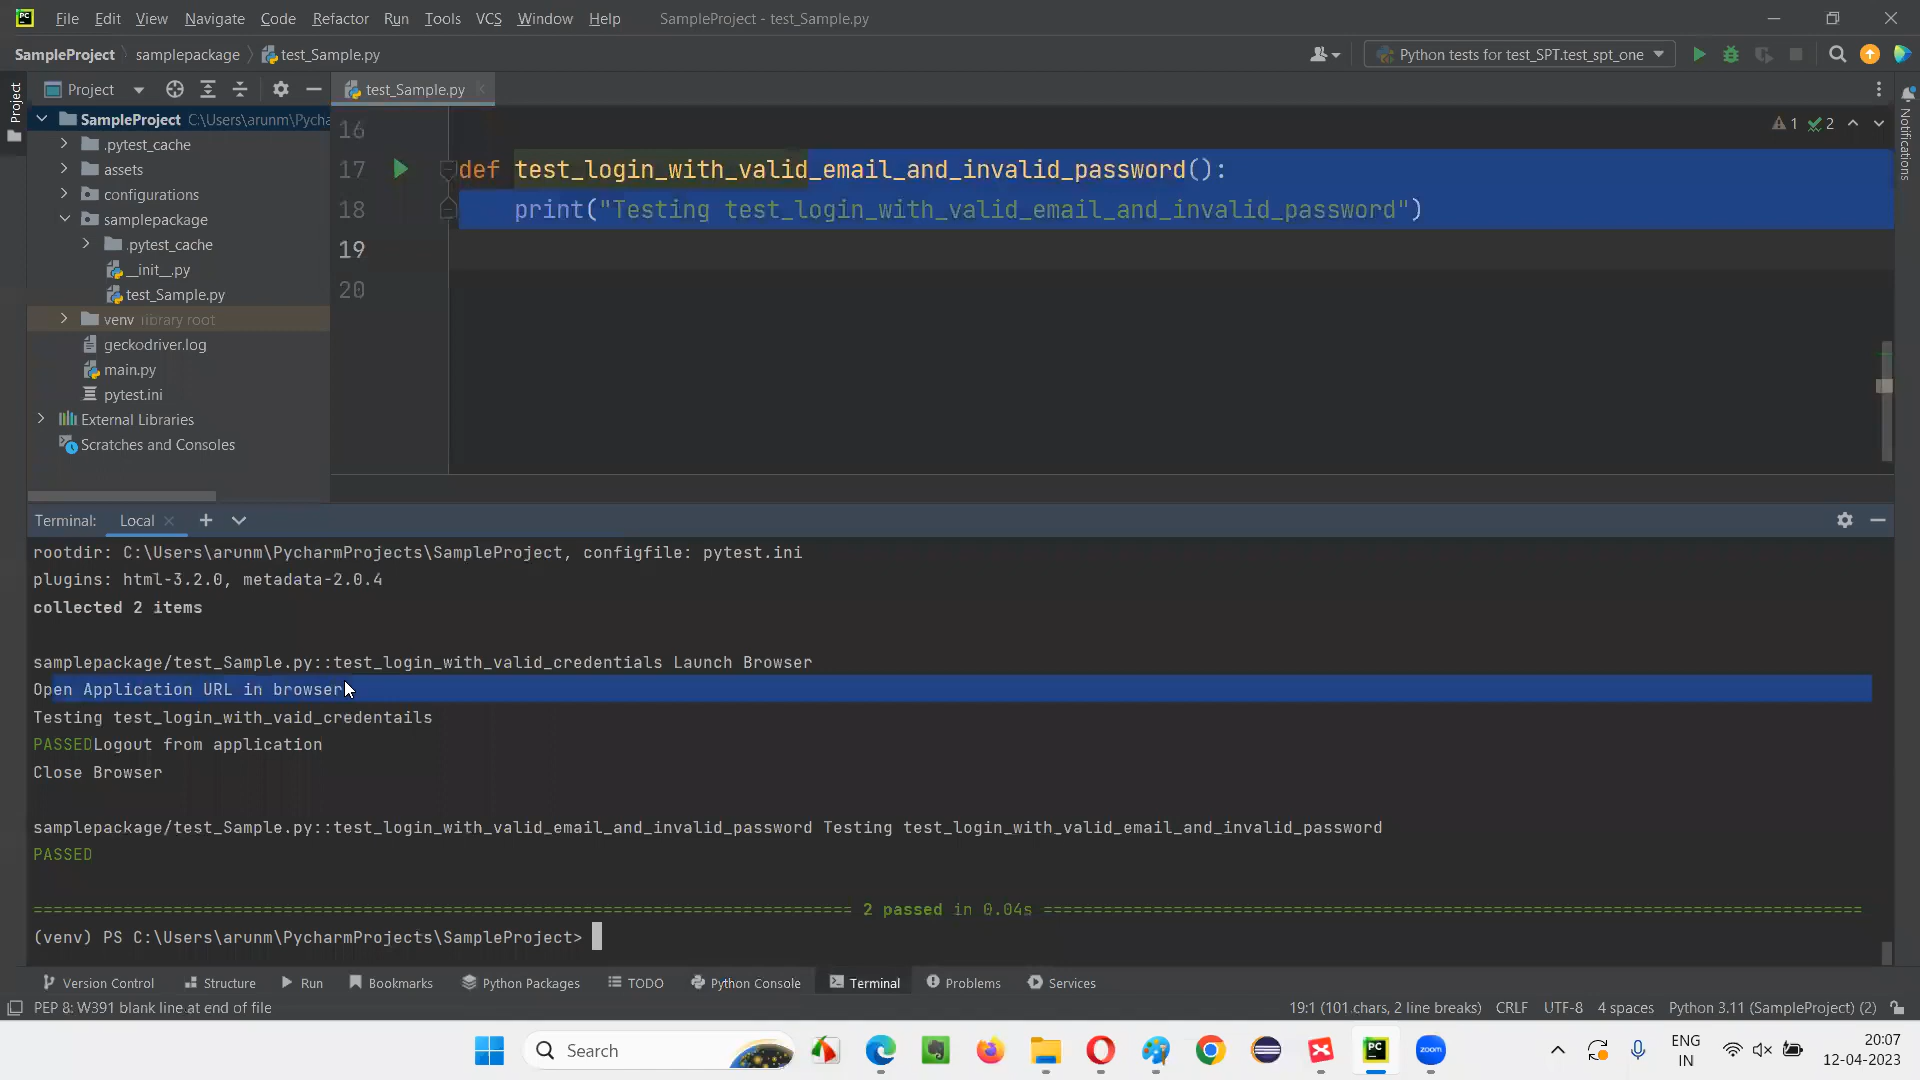 File Edit View Navigate Code Refactor Run Tools VCS Window Help SampleProject - test_Sample.py
SampleProject samplepackage test_Sample.py Python tests for test_SPT.test_spt_one
Project test_Sample.py
Project
Notifications
SampleProject C:\Users\arunm\Pycha
.pytest_cache
assets
configurations
samplepackage
.pytest_cache
__init__.py
test_Sample.py
venv library root
geckodriver.log
main.py
pytest.ini
External Libraries
Scratches and Consoles
1 2
16
17 def test_login_with_valid_email_and_invalid_password():
18 print("Testing test_login_with_valid_email_and_invalid_password")
19
20
Terminal: Local
rootdir: C:\Users\arunm\PycharmProjects\SampleProject, configfile: pytest.ini
plugins: html-3.2.0, metadata-2.0.4
collected 2 items
samplepackage/test_Sample.py::test_login_with_valid_credentials Launch Browser
Open Application URL in browser
Testing test_login_with_vaid_credentails
PASSEDLogout from application
Close Browser
samplepackage/test_Sample.py::test_login_with_valid_email_and_invalid_password Testing test_login_with_valid_email_and_invalid_password
PASSED
2 passed in 0.04s
(venv) PS C:\Users\arunm\PycharmProjects\SampleProject>
Version Control Structure Run Bookmarks Python Packages TODO Python Console Terminal Problems Services
PEP 8: W391 blank line at end of file 19:1 (101 chars, 2 line breaks) CRLF UTF-8 4 spaces Python 3.11 (SampleProject) (2)
Search zoom ENG 20:07
IN 12-04-2023